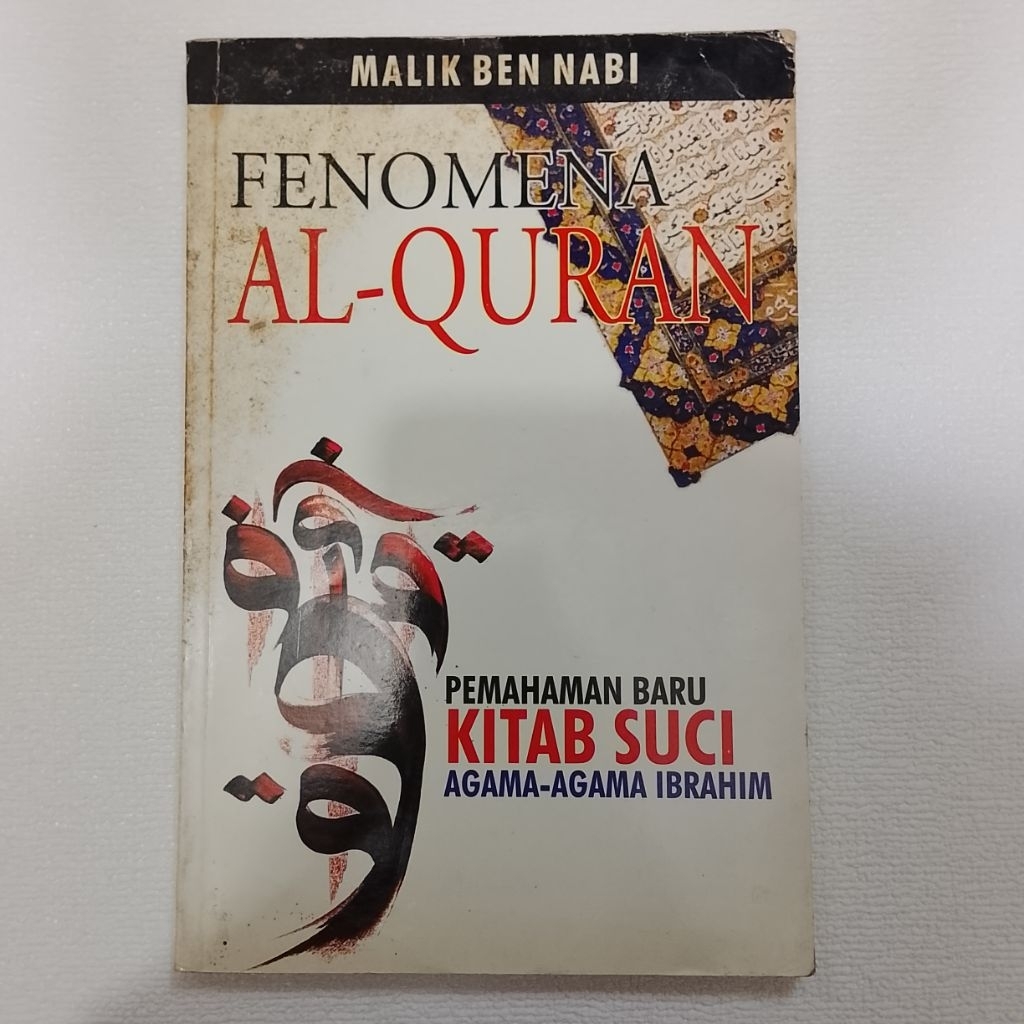 MALIK BEN NABI
FENOMENA
AL-QURAN
PEMAHAMAN BARU
KITAB SUCI
AGAMA-AGAMA IBRAHIM